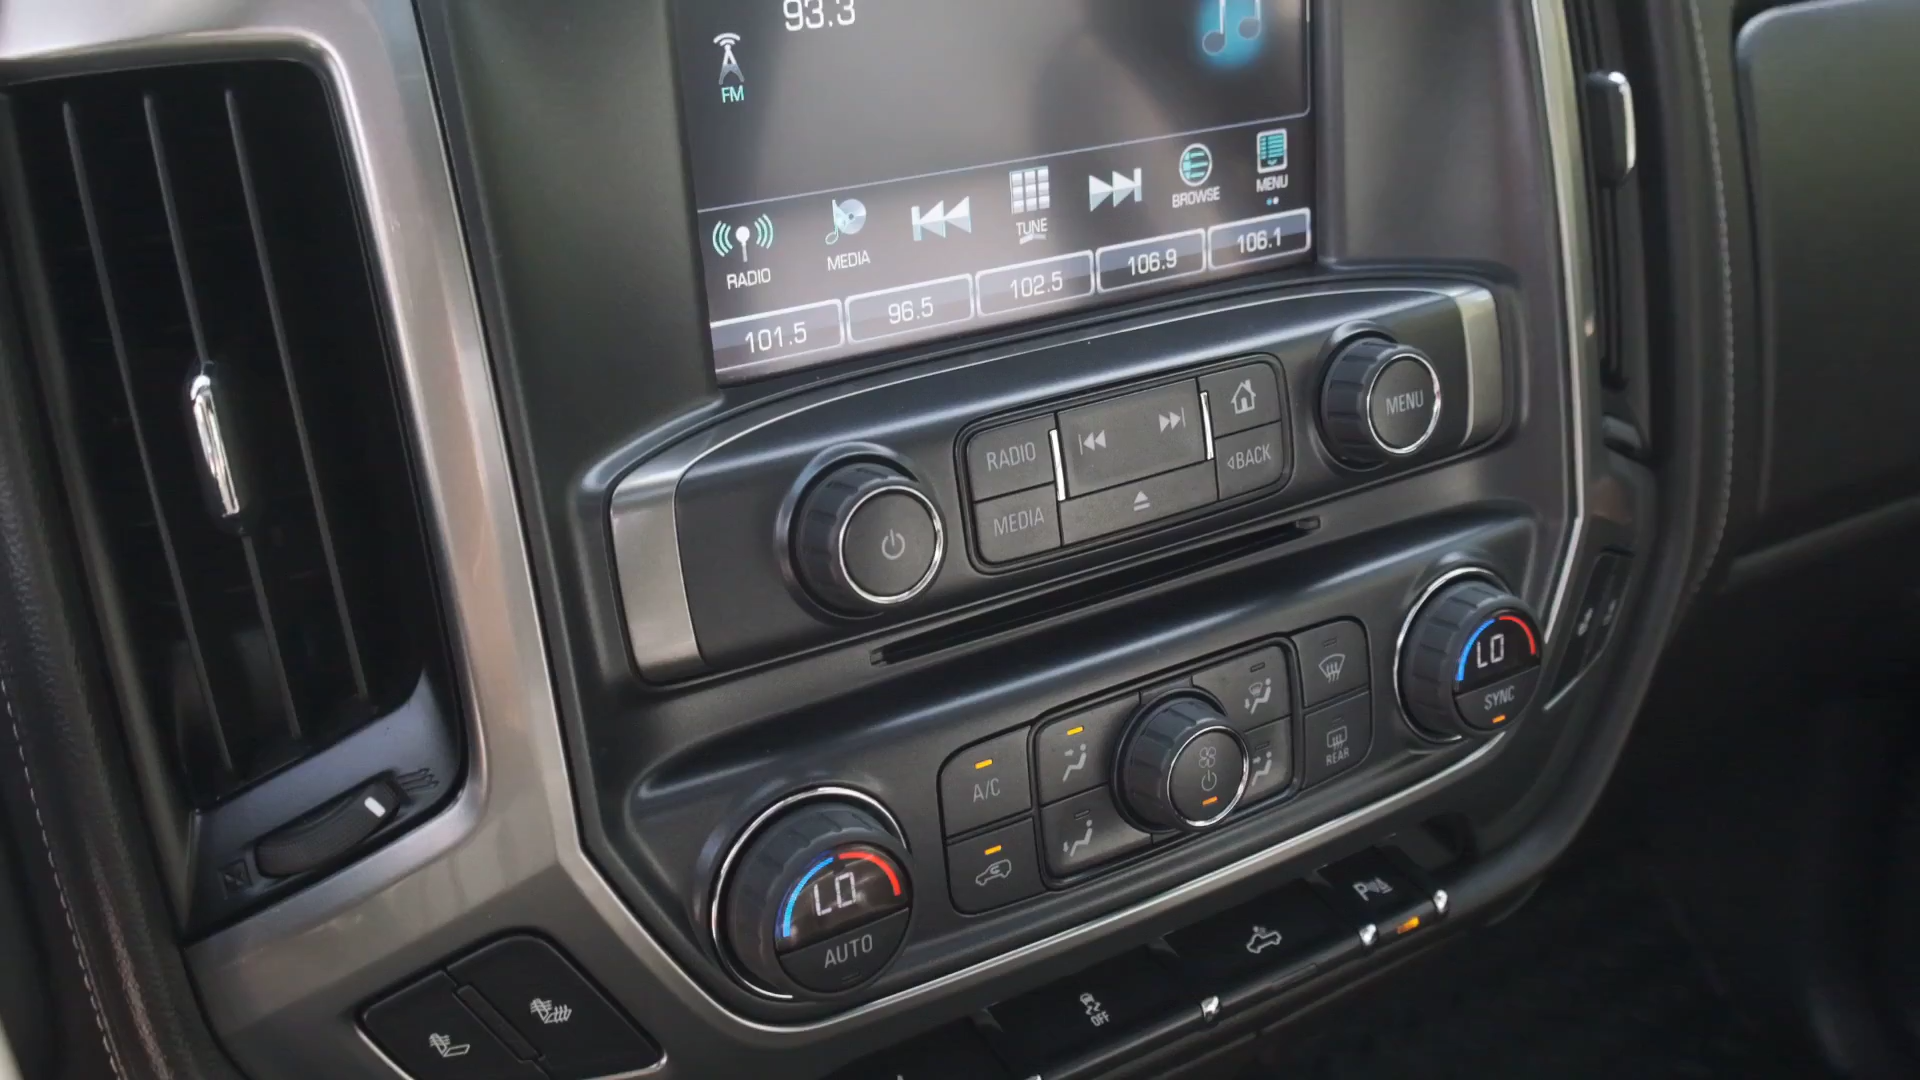 93.3
FM
RADIO
MEDIA
TUNE
BROWSE
MENU
101.5
96.5
102.5
106.9
106.1
RADIO
MEDIA
BACK
MENU
LO
AUTO
A/C
REAR
LO
SYNC
OFF
P